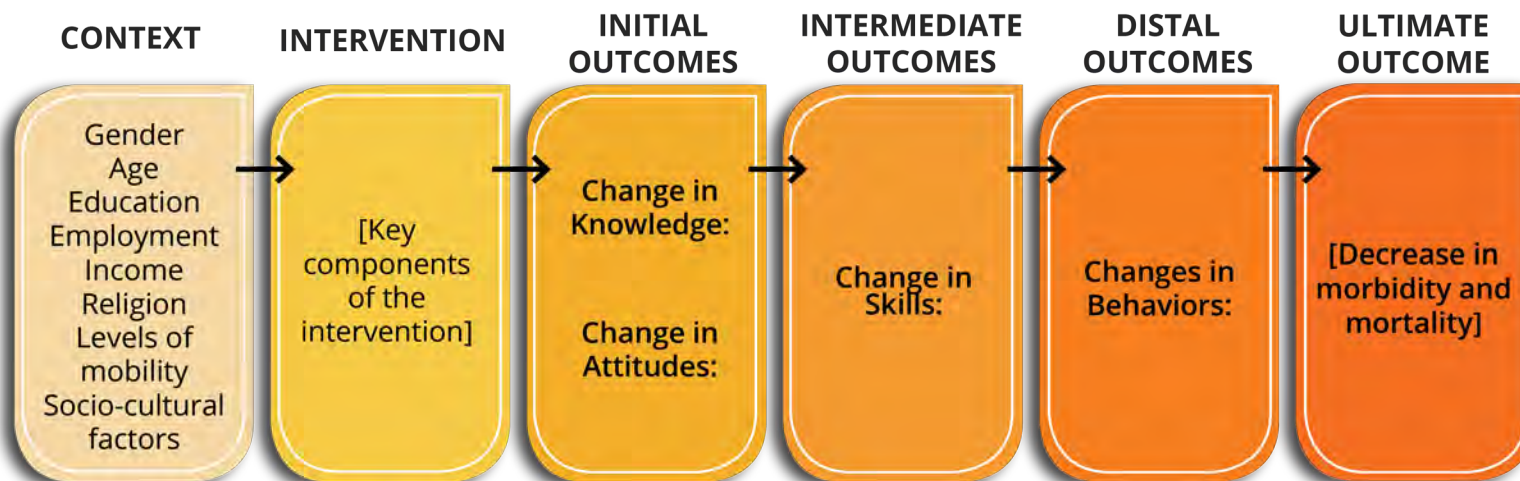 CONTEXT
Gender
Age
Education
Employment
Income
Religion
Levels of
mobility
Socio-cultural
factors
INTERVENTION
[Key
components
of the
intervention]
INITIAL
OUTCOMES
Change in
Knowledge:
Change in
Attitudes:
INTERMEDIATE
OUTCOMES
Change in
Skills:
DISTAL
OUTCOMES
Changes in
Behaviors:
ULTIMATE
OUTCOME
[Decrease in
morbidity and
mortality]